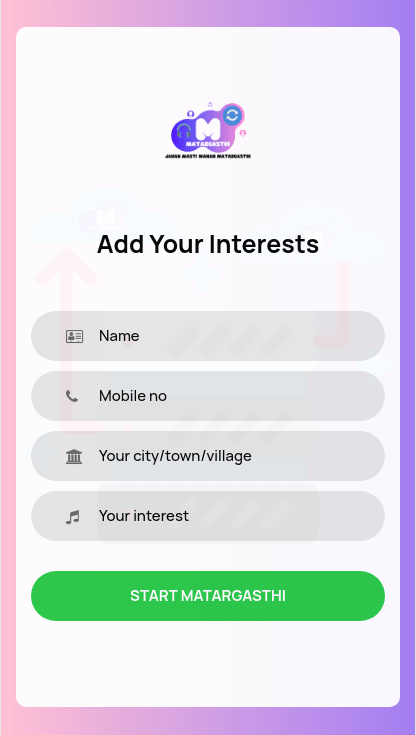 M
MATARGASTHI
JAHAN MASTI WAHAN MATARGASTHI
Add Your Interests
Name
Mobile no
Your city/town/village
Your interest
START MATARGASTHI